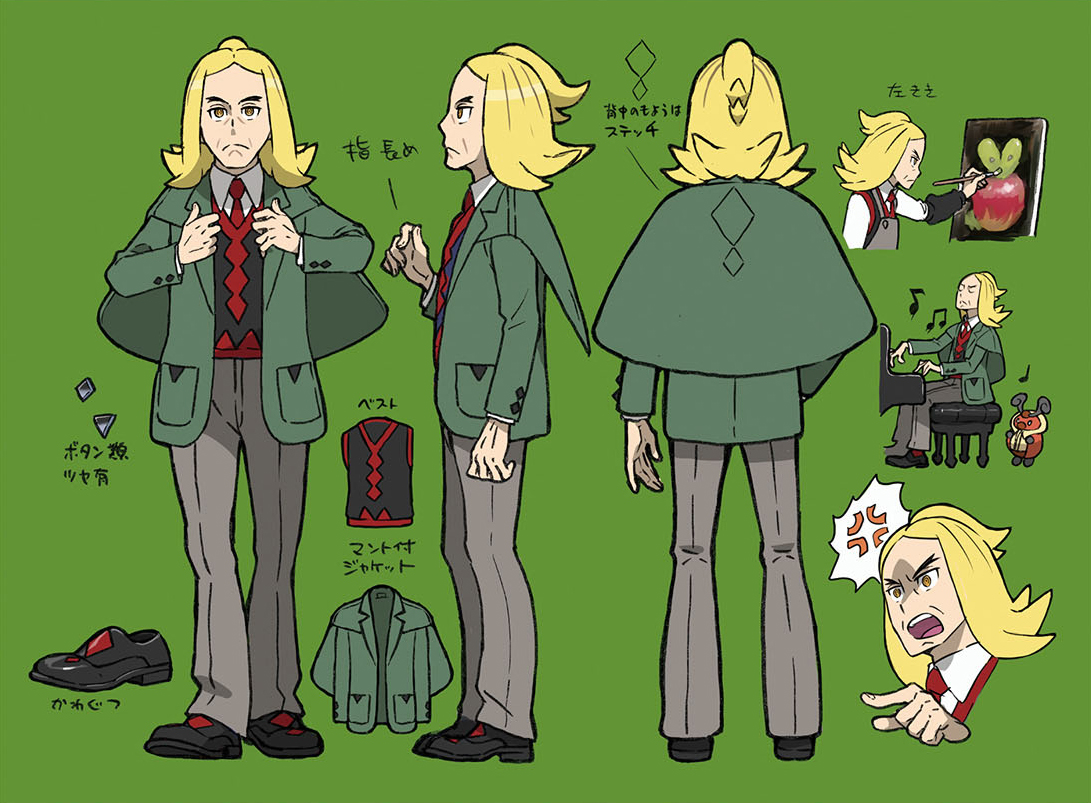 指 長め
背中のもようは
ステッチ
左きき
ボタン類
ツヤ有
ベスト
マント付
ジャケット
かわぐつ